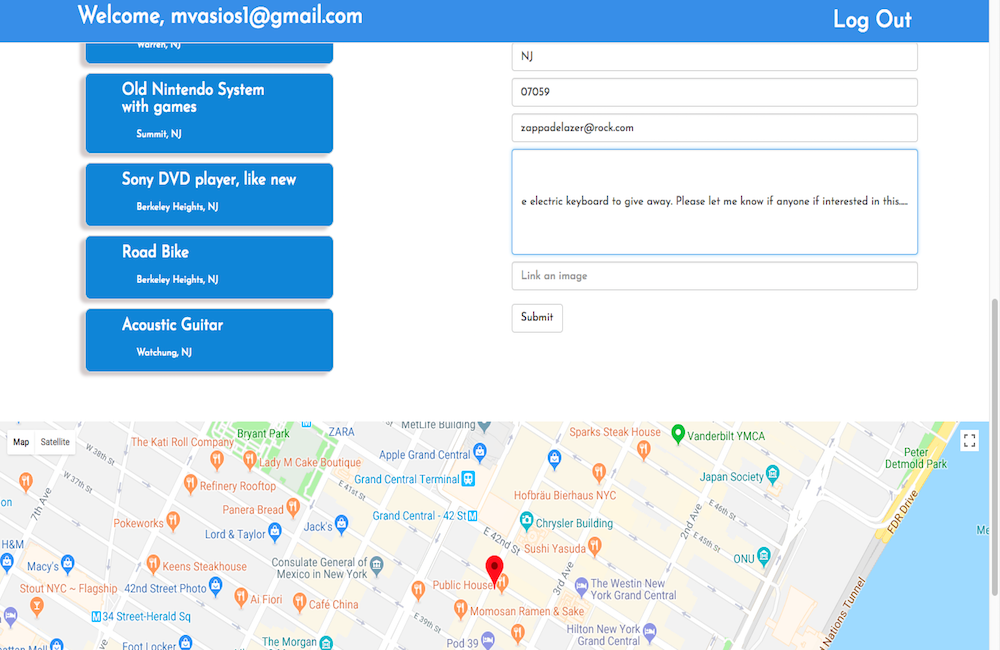 Welcome, mvasios1@gmail.com
Log Out
Warren, NJ
Old Nintendo System
with games
Summit, NJ
Sony DVD player, like new
Berkeley Heights, NJ
Road Bike
Berkeley Heights, NJ
Acoustic Guitar
Watchung, NJ
NJ
07059
zappadelazer@rock.com
e electric keyboard to give away. Please let me know if anyone if interested in this.....
Link an image
Submit
Map
Satellite
W 38th St
W 37th St
7th Ave
The Kati Roll Company
Bryant Park
ZARA
MetLife Building
Sparks Steak House
Vanderbilt YMCA
Peter
Detmold Park
Lady M Cake Boutique
Apple Grand Central
Grand Central Terminal
Japan Society
Refinery Rooftop
E 41st St
Hofbräu Bierhaus NYC
Panera Bread
Pokeworks
Jack's
Grand Central - 42 St
Chrysler Building
2nd Ave
E 46th St
FDR Drive
Lord & Taylor
E 42nd St
E 45th St
on
H&M
Macy's
Keens Steakhouse
Consulate General of
Mexico in New York
Sushi Yasuda
3rd Ave
ONU
Me
Stout NYC ~ Flagship
42nd Street Photo
Public House
The Westin New
York Grand Central
Ai Fiori
Café China
Momosan Ramen & Sake
34 Street-Herald Sq
E 39th St
Hilton New York
Grand Central
Nations Tunnel
Foot Locker
The Morgan
Pod 39